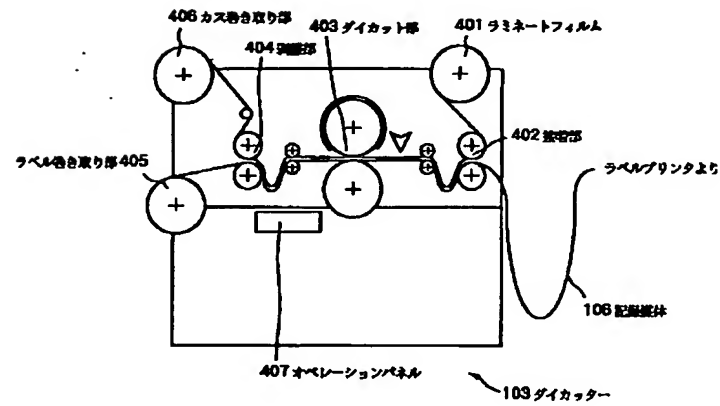 406 カス巻き取り部
403 ダイカット部
401 ラミネートフィルム
404 剥離部
402 接着部
ラベル巻き取り部 405
ラベルプリンタより
106 記録媒体
407 オペレーションパネル
103 ダイカッター